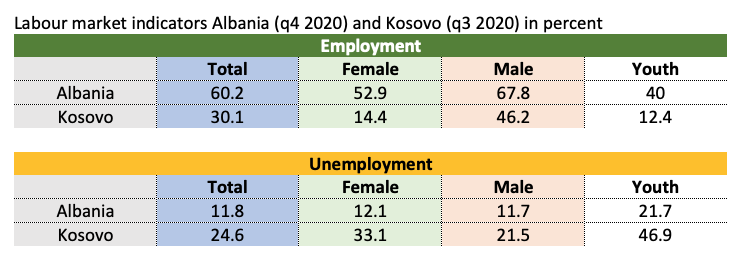 Labour market indicators Albania (q4 2020) and Kosovo (q3 2020) in percent
Employment
Total Female Male Youth
Albania 60.2 52.9 67.8 40
Kosovo 30.1 14.4 46.2 12.4
Unemployment
Total Female Male Youth
Albania 11.8 12.1 11.7 21.7
Kosovo 24.6 33.1 21.5 46.9